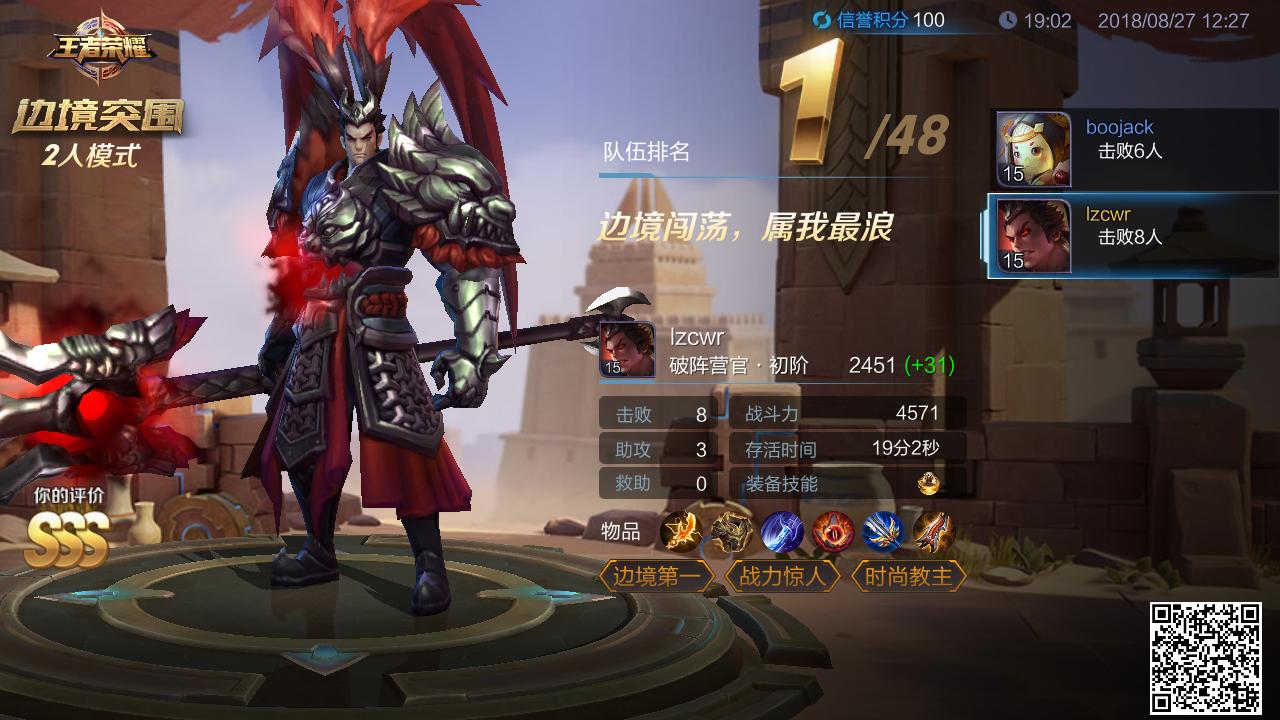 王者荣耀
边境突围
2人模式
信誉积分 100
19:02
2018/08/27 12:27
1/48
队伍排名
边境闯荡，属我最浪
boojack
击败6人
15
lzcwr
击败8人
15
lzcwr
15
破阵营官·初阶 2451 (+31)
击败 8 战斗力 4571
助攻 3 存活时间 19分2秒
救助 0 装备技能
物品
边境第一 战力惊人 时尚教主
你的评价
SSS